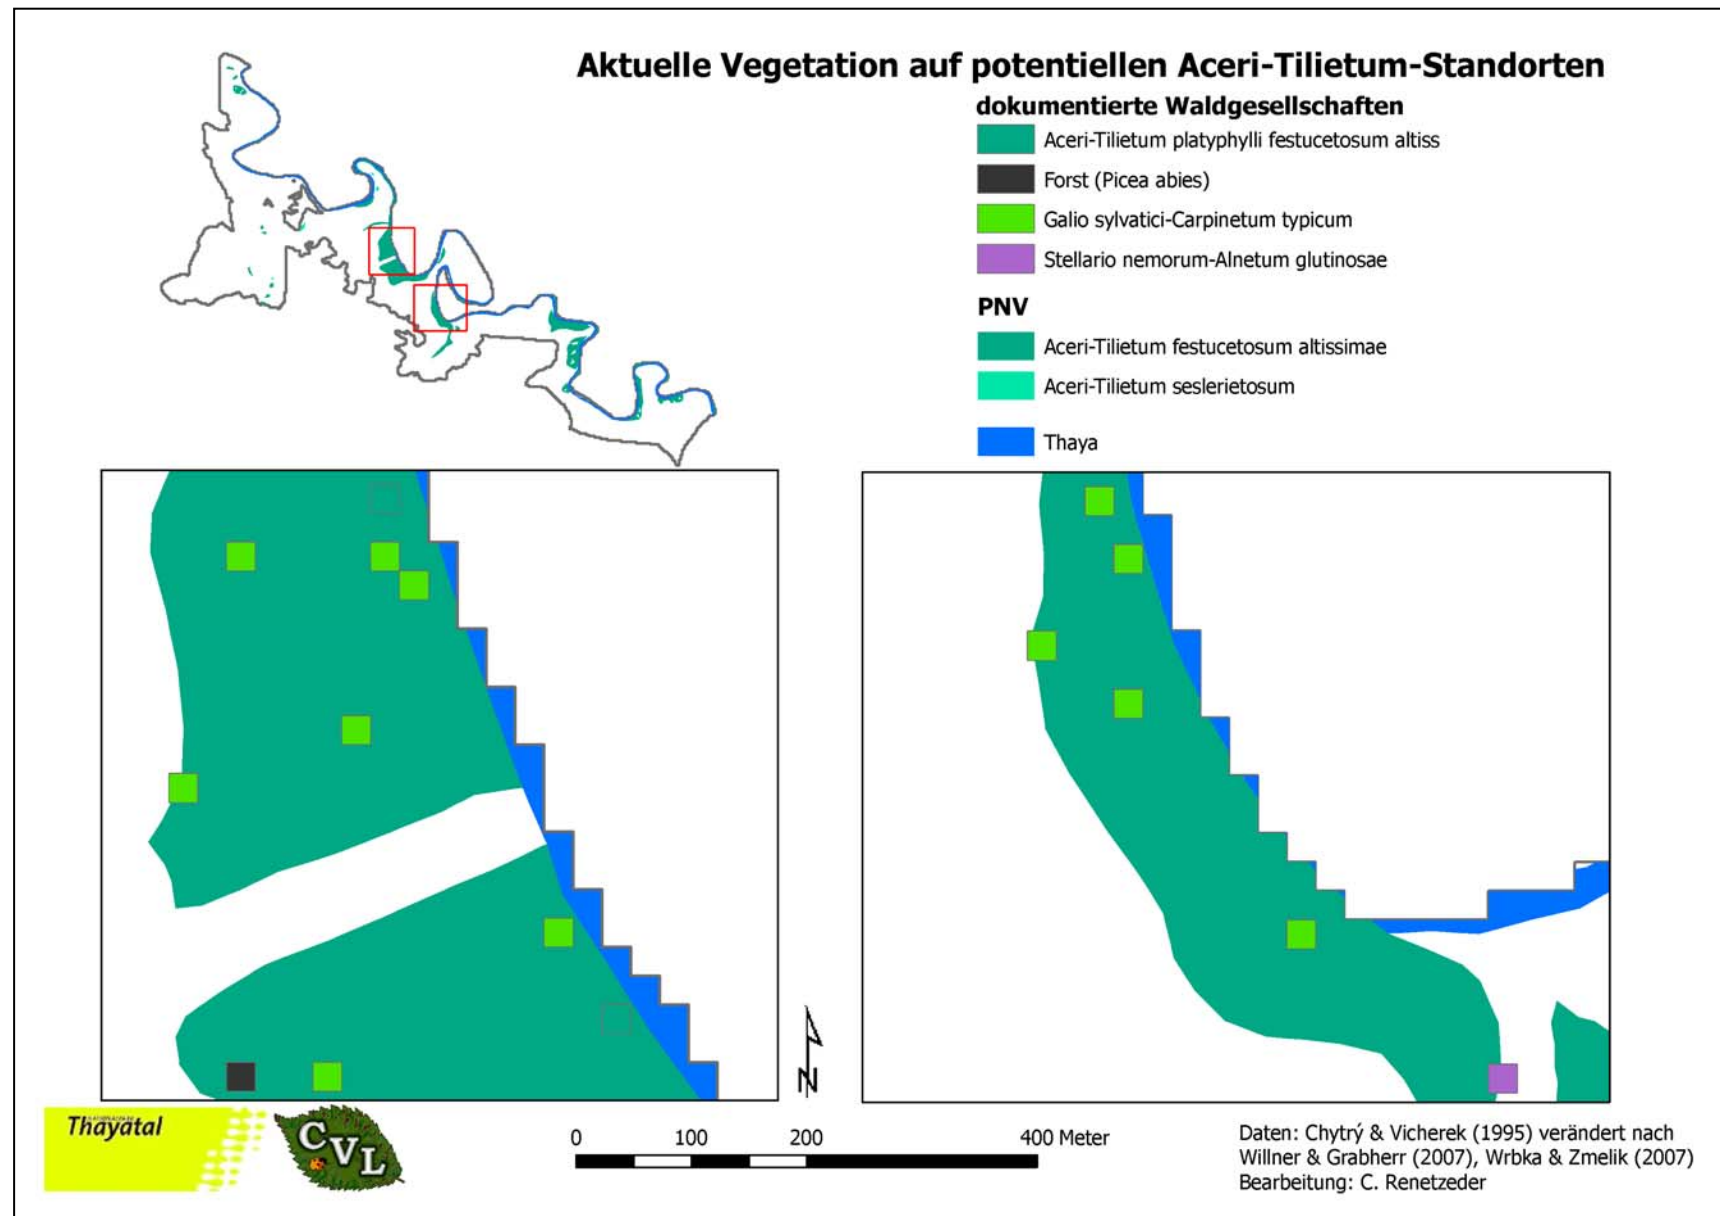 Aktuelle Vegetation auf potentiellen Aceri-Tilietum-Standorten
dokumentierte Waldgesellschaften
Aceri-Tilietum platyphylli festucetosum altiss
Forst (Picea abies)
Galio sylvatici-Carpinetum typicum
Stellario nemorum-Alnetum glutinosae
PNV
Aceri-Tilietum festucetosum altissimae
Aceri-Tilietum seslerietosum
Thaya
N
Thayatal
CVL
0 100 200 400 Meter
Daten: Chytrý & Vicherek (1995) verändert nach
Willner & Grabherr (2007), Wrbka & Zmelik (2007)
Bearbeitung: C. Renetzeder